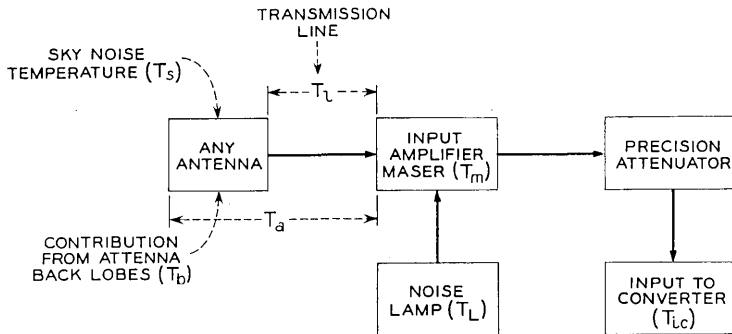 TRANSMISSION
LINE
SKY NOISE
TEMPERATURE (Ts)
Tl
ANY
ANTENNA
INPUT
AMPLIFIER
MASER (Tm)
PRECISION
ATTENUATOR
Ta
CONTRIBUTION
FROM ATTENNA
BACK LOBES (Tb)
NOISE
LAMP (TL)
INPUT TO
CONVERTER
(Tic)